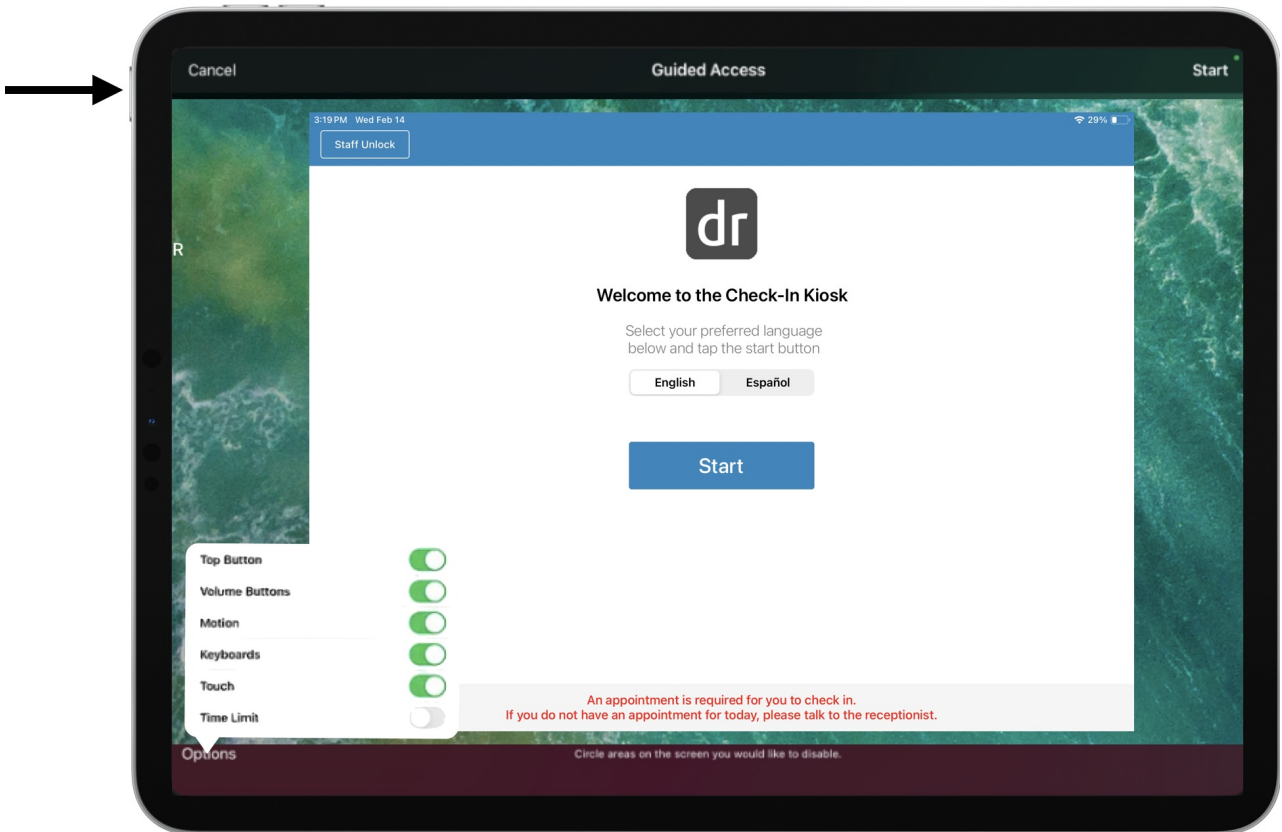 Cancel
Guided Access
Start
3:19 PM Wed Feb 14
29%
Staff Unlock
dr
R
Welcome to the Check-In Kiosk
Select your preferred language
below and tap the start button
English
Español
Start
Top Button
Volume Buttons
Motion
Keyboards
Touch
Time Limit
An appointment is required for you to check in.
If you do not have an appointment for today, please talk to the receptionist.
Options
Circle areas on the screen you would like to disable.